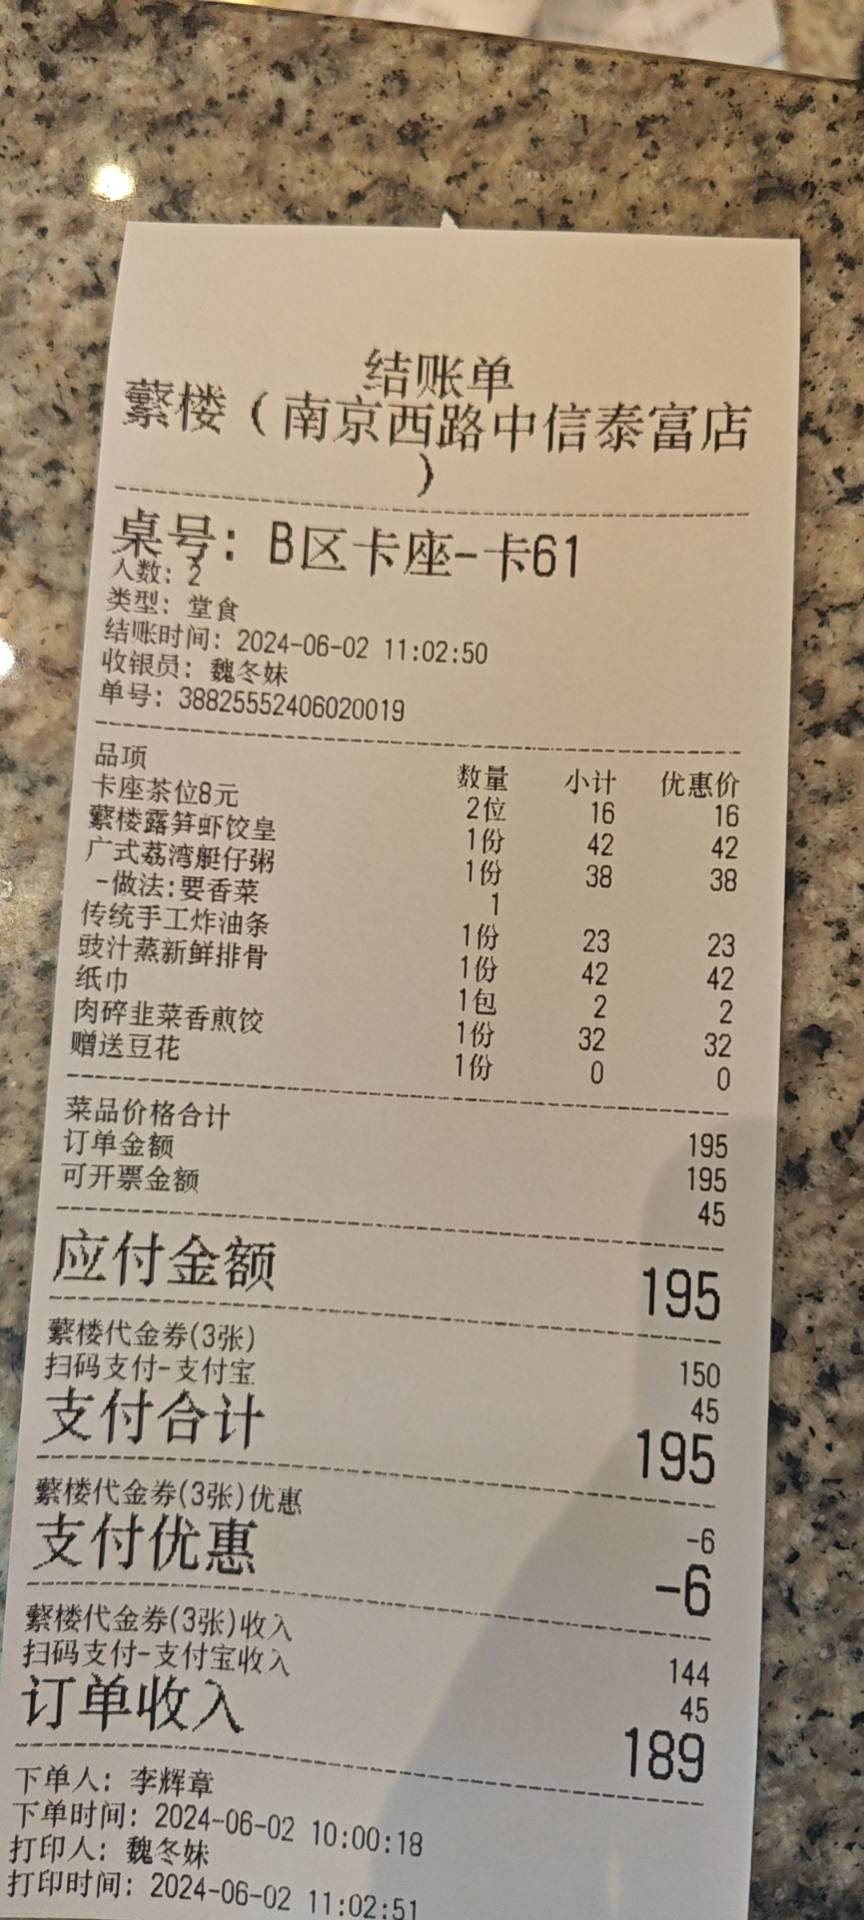 结账单
蘩楼（南京西路中信泰富店
）
桌号：B区卡座-卡61
人数：2
类型：堂食
结账时间：2024-06-02 11:02:50
收银员：魏冬妹
单号：38825552406020019
品项 数量 小计 优惠价
卡座茶位8元 2位 16 16
蘩楼露笋虾饺皇 1份 42 42
广式荔湾艇仔粥 1份 38 38
-做法:要香菜 1
传统手工炸油条 1份 23 23
豉汁蒸新鲜排骨 1份 42 42
纸巾 1包 2 2
肉碎韭菜香煎饺 1份 32 32
赠送豆花 1份 0 0
菜品价格合计 195
订单金额 195
可开票金额 45
应付金额 195
蘩楼代金券(3张) 150
扫码支付-支付宝 45
支付合计 195
蘩楼代金券(3张)优惠 -6
支付优惠 -6
蘩楼代金券(3张)收入 144
扫码支付-支付宝收入 45
订单收入 189
下单人：李辉章
下单时间：2024-06-02 10:00:18
打印人：魏冬妹
打印时间：2024-06-02 11:02:51